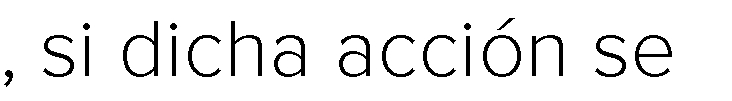 , si dicha acción se